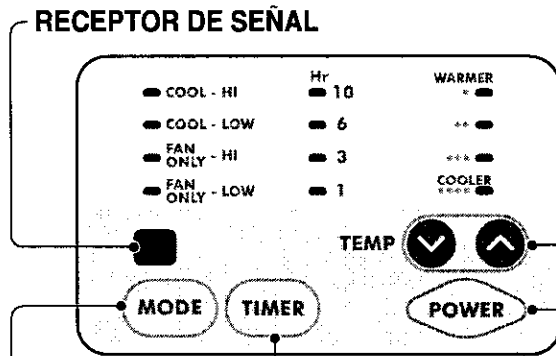 RECEPTOR DE SEÑAL
Hr WARMER
COOL - HI 10 *
COOL - LOW 6 **
FAN ONLY - HI 3 ***
FAN ONLY - LOW 1 COOLER ****
TEMP
MODE TIMER POWER